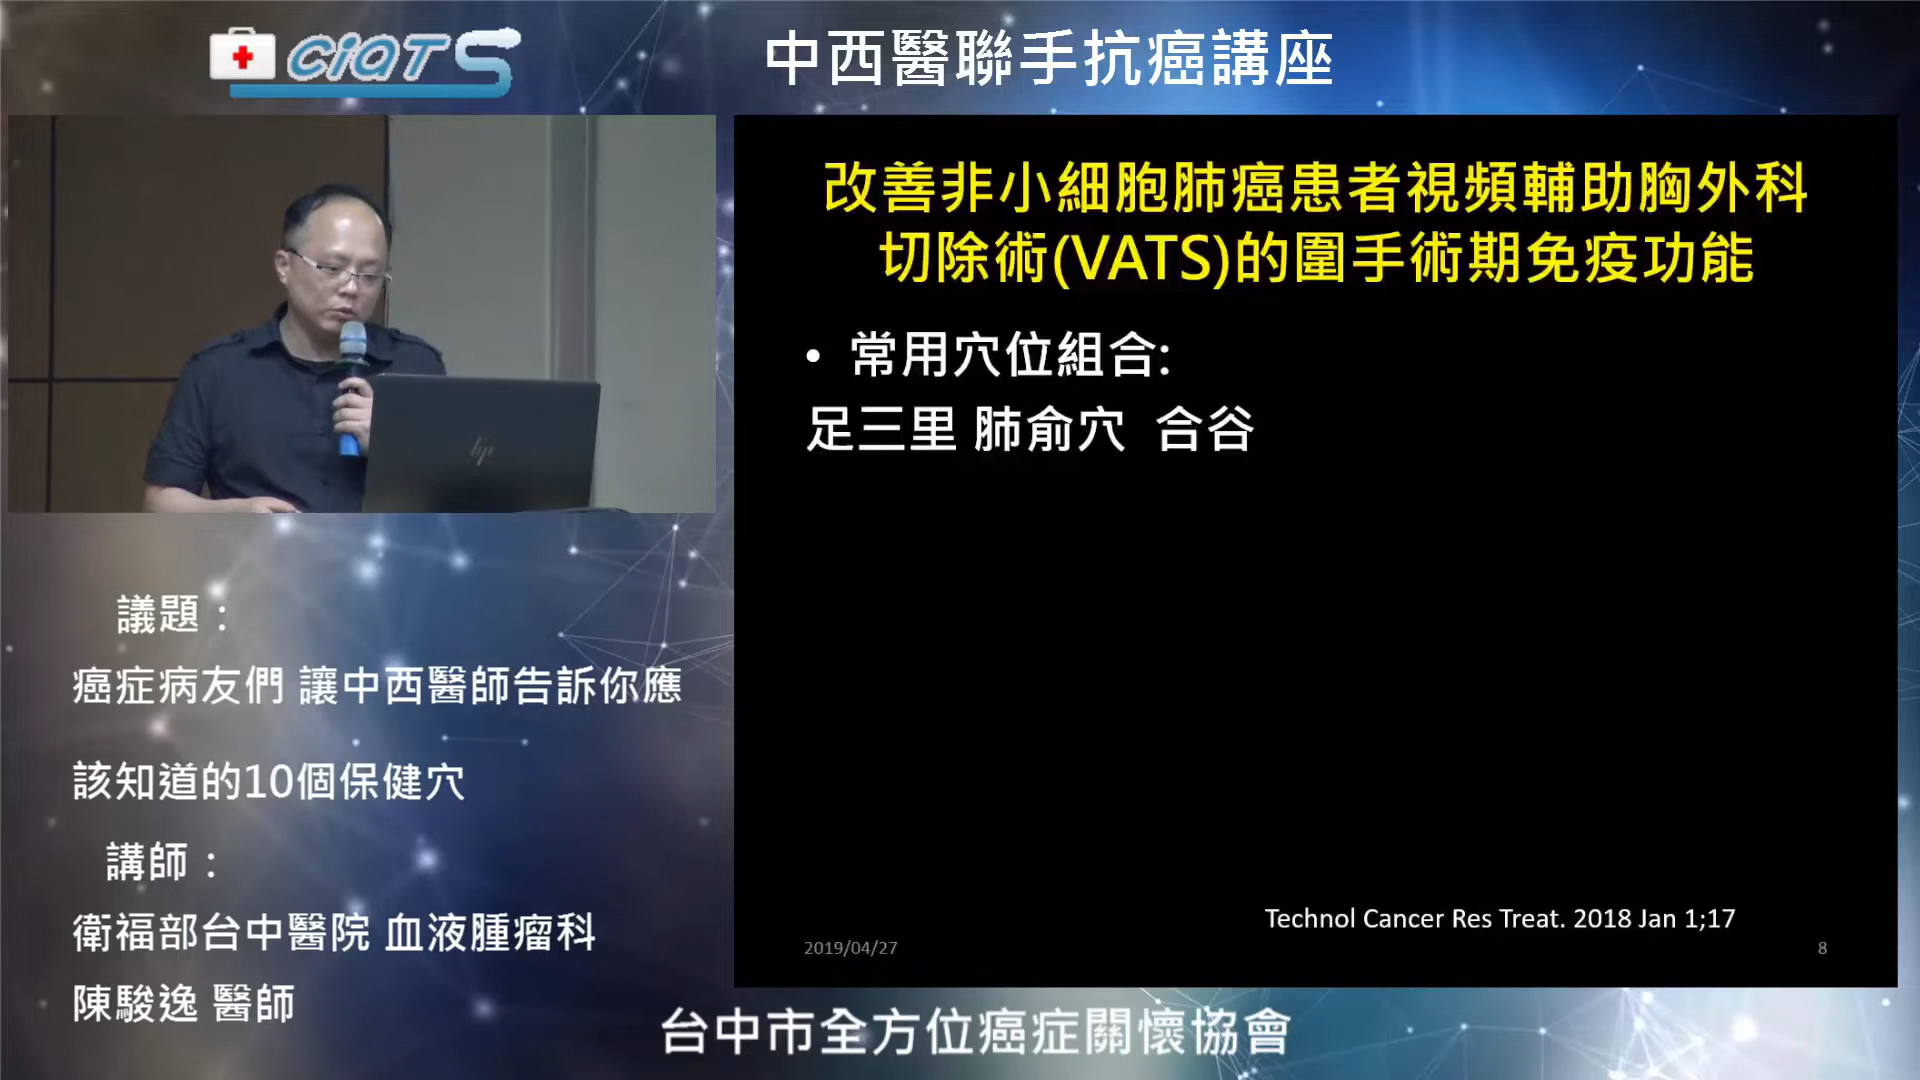 CiATS
中西醫聯手抗癌講座
改善非小細胞肺癌患者視頻輔助胸外科
切除術(VATS)的圍手術期免疫功能
• 常用穴位組合:
足三里 肺俞穴 合谷
Technol Cancer Res Treat. 2018 Jan 1;17
2019/04/27
8
hp
議題：
癌症病友們 讓中西醫師告訴你應
該知道的10個保健穴
講師：
衛福部台中醫院 血液腫瘤科
陳駿逸 醫師
台中市全方位癌症關懷協會